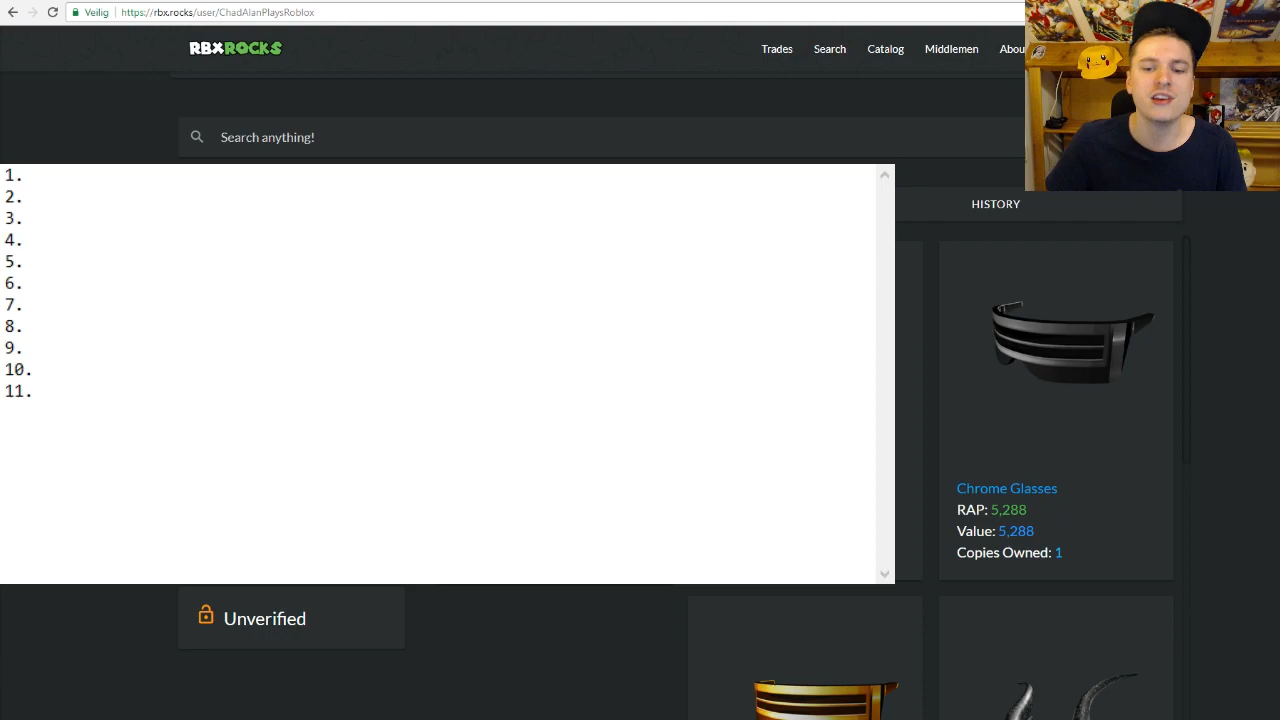 Veilig https://rbx.rocks/user/ChadAlanPlaysRoblox
RBXROCKS
Trades Search Catalog Middlemen Abou
Search anything!
1.
2.
3.
4.
5.
6.
7.
8.
9.
10.
11.
HISTORY
Chrome Glasses
RAP: 5,288
Value: 5,288
Copies Owned: 1
Unverified